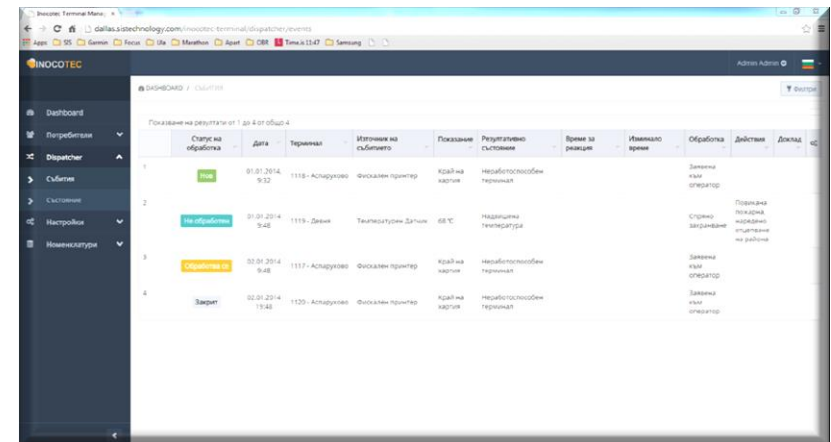 Inocotec Terminal Mana
dallas.sistechnology.com/inocotec-terminal/dispatcher/events
Apps SIS Garmin Focus Ute Marathon Apart OBR Time.is Samsung
INOCOTEC
Admin Admin
DASHBOARD / СЪБИТИЯ
Филтри
Dashboard
Потребители
Dispatcher
Събития
Състояние
Настройки
Номенклатури
Показване на резултати от 1 до 4 от общо 4
Статус на обработка Дата Терминал Източник на събитието Показание Резултативно състояние Време за реакция Изминало време Обработка Действия Доклад
1 Нов 01.01.2014, 9:32 1118 - Аспарухово Фискален принтер Край на хартия Неработоспособен терминал Заявена към оператор
2 Не обработено 01.01.2014 9:48 1119 - Девня Температурен Датчик 68 °C Надвишена температура Спряно захранване Повикана пожарна, наредено отцепване на района
3 Обработва се 02.01.2014 9:48 1117 - Аспарухово Фискален принтер Край на хартия Неработоспособен терминал Заявена към оператор
4 Закрит 02.01.2014 19:48 1120 - Аспарухово Фискален принтер Край на хартия Неработоспособен терминал Заявена към оператор